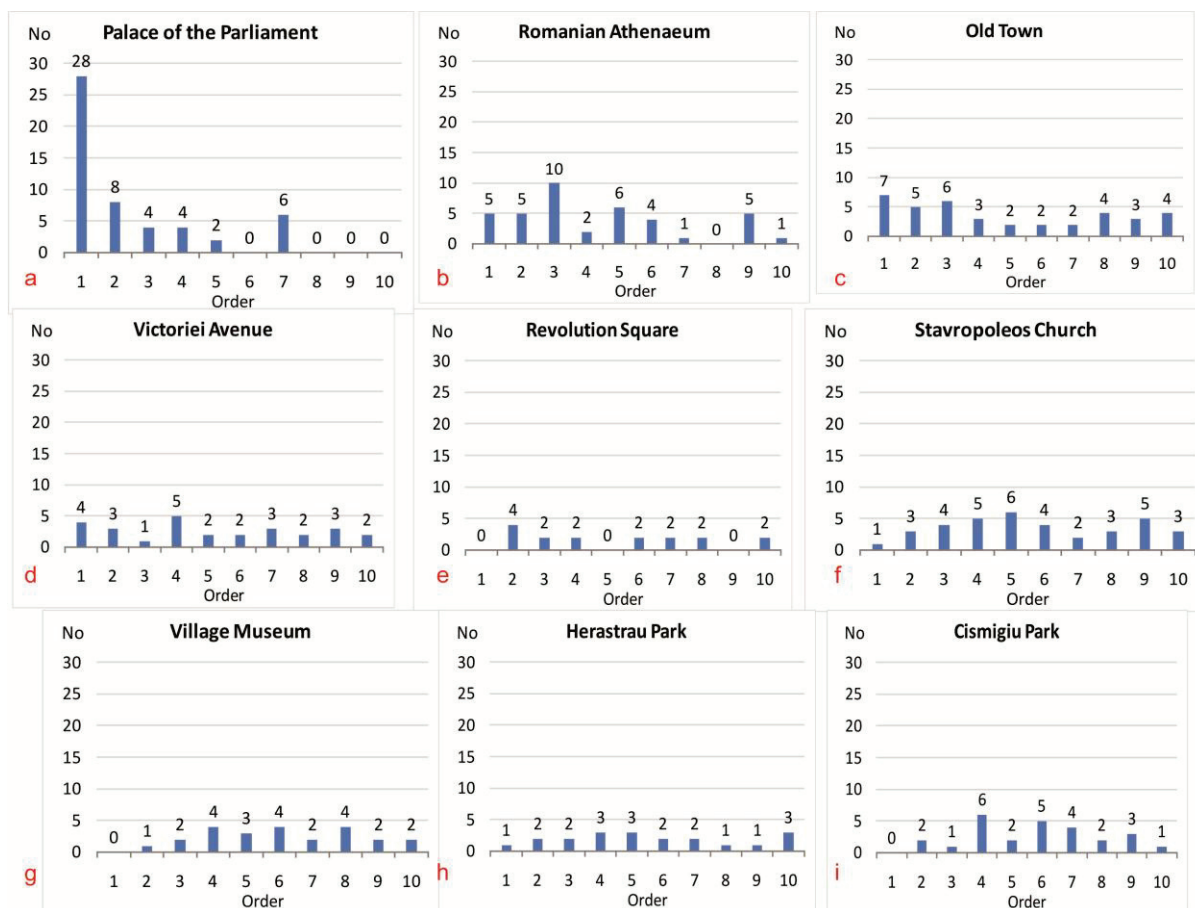 No Palace of the Parliament
30
28
25
20
15
10
8
6
5
4 4
2
0 0 0 0
0
1 2 3 4 5 6 7 8 9 10
Order
a
No Romanian Athenaeum
30
25
20
15
10
10
5 5 2 6 4 1 0 5 1
5
0
1 2 3 4 5 6 7 8 9 10
Order
b
No Old Town
30
25
20
15
10
7 5 6 3 2 2 2 4 3 4
5
0
1 2 3 4 5 6 7 8 9 10
Order
c
No Victoriei Avenue
30
25
20
15
10
4 3 1 5 2 2 3 2 3 2
5
0
1 2 3 4 5 6 7 8 9 10
Order
d
No Revolution Square
30
25
20
15
10
0 4 2 2 0 2 2 2 0 2
5
0
1 2 3 4 5 6 7 8 9 10
Order
e
No Stavropoleos Church
30
25
20
15
10
1 3 4 5 6 4 2 3 5 3
5
0
1 2 3 4 5 6 7 8 9 10
Order
f
No Village Museum
30
25
20
15
10
0 1 2 4 3 4 2 4 2 2
5
0
1 2 3 4 5 6 7 8 9 10
Order
g
No Herastrau Park
30
25
20
15
10
1 2 2 3 3 2 2 1 1 3
5
0
1 2 3 4 5 6 7 8 9 10
Order
h
No Cismigiu Park
30
25
20
15
10
0 2 1 6 2 5 4 2 3 1
5
0
1 2 3 4 5 6 7 8 9 10
Order
i